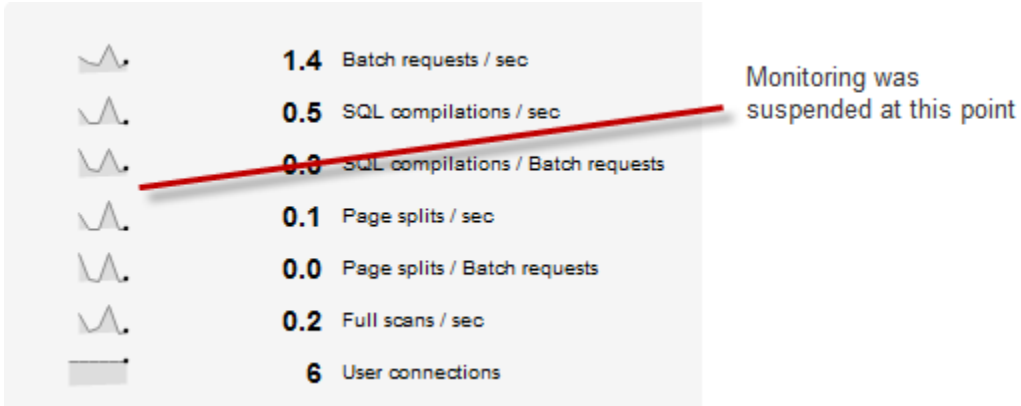 1.4 Batch requests / sec
0.5 SQL compilations / sec
0.3 SQL compilations / Batch requests
0.1 Page splits / sec
0.0 Page splits / Batch requests
0.2 Full scans / sec
6 User connections
Monitoring was
suspended at this point